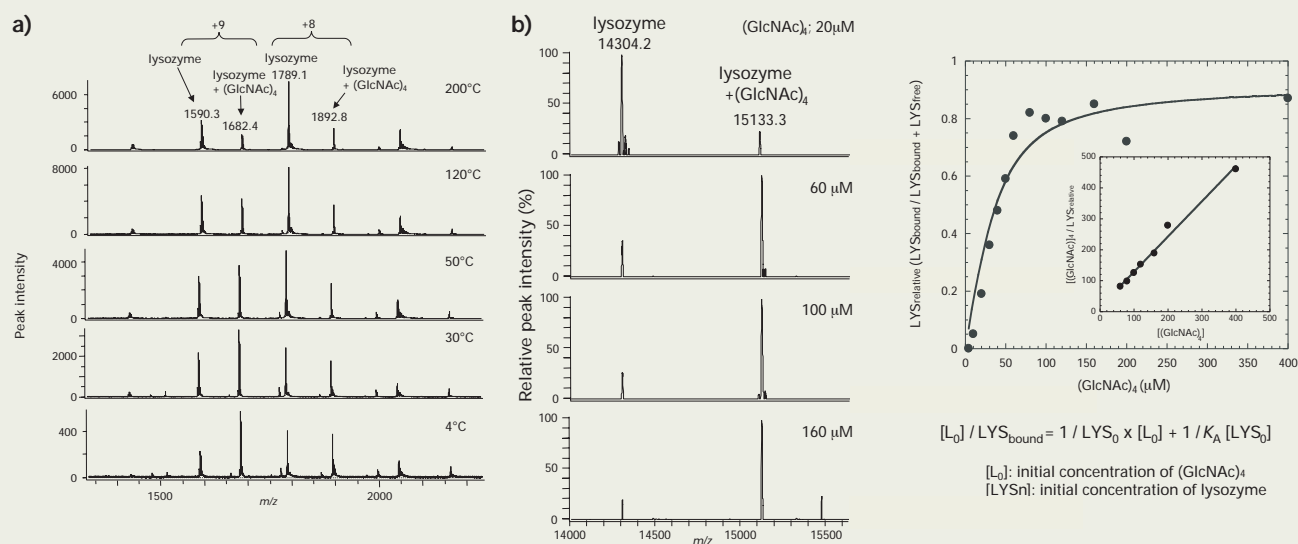 a)
+9
+8
lysozyme
lysozyme
+ (GlcNAc)4
lysozyme
1789.1
lysozyme
+ (GlcNAc)4
1590.3
1682.4
1892.8
200°C
6000
0
120°C
12000
8000
0
50°C
4000
0
30°C
2000
0
4°C
400
0
Peak intensity
1500
2000
m/z
b)
lysozyme
14304.2
(GlcNAc)4; 20μM
lysozyme
+(GlcNAc)4
15133.3
100
50
0
60 μM
100
50
0
100 μM
100
50
0
160 μM
100
50
0
Relative peak intensity (%)
14000
14300
14600
14900
15200
15500
m/z
LYSrelative (LYSbound / LYSbound + LYSfree)
1
0.8
0.6
0.4
0.2
0
0
50
100
150
200
250
300
350
400
(GlcNAc)4 (μM)
[(GlcNAc)]4 / LYSrelative
500
400
300
200
100
0
0
100
200
300
400
500
[(GlcNAc)4]
[L0] / LYSbound = 1 / LYS0 x [L0] + 1/KA [LYS0]
[L0]: initial concentration of (GlcNAc)4
[LYSn]: initial concentration of lysozyme